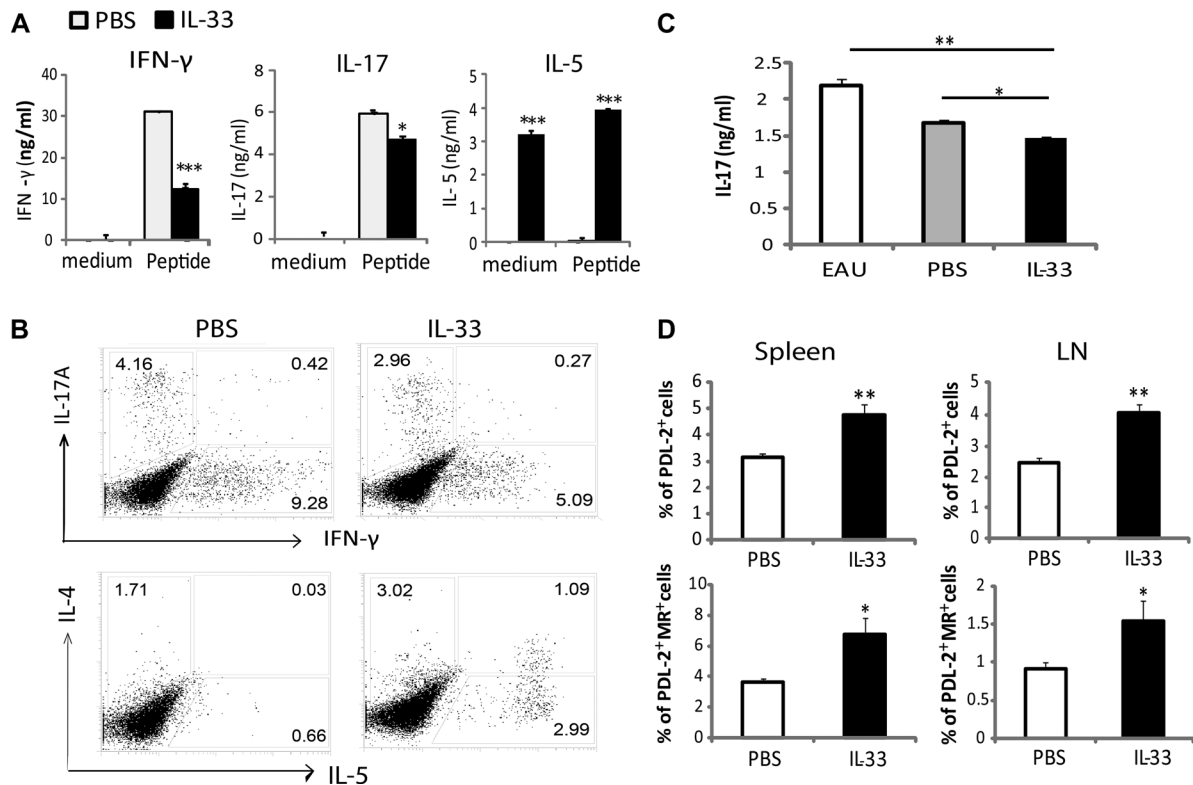 A
PBS IL-33
IFN-γ
IFN -γ (ng/ml)
40
30
20
10
0
medium Peptide
***
IL-17
IL-17 (ng/ml)
8
6
4
2
0
medium Peptide
*
IL-5
IL- 5 (ng/ml)
5
4
3
2
1
0
medium Peptide
***
***
C
IL-17 (ng/ml)
2.5
2
1.5
1
0.5
0
**
*
EAU PBS IL-33
B
PBS IL-33
IL-17A
4.16 0.42
9.28
2.96 0.27
5.09
IFN-γ
IL-4
1.71 0.03
0.66
3.02 1.09
2.99
IL-5
D
Spleen LN
% of PDL-2+cells
6
5
4
3
2
1
0
**
PBS IL-33
% of PDL-2+cells
5
4
3
2
1
0
**
PBS IL-33
% of PDL-2+MR+cells
10
8
6
4
2
0
*
PBS IL-33
% of PDL-2+MR+cells
2
1.5
1
0.5
0
*
PBS IL-33